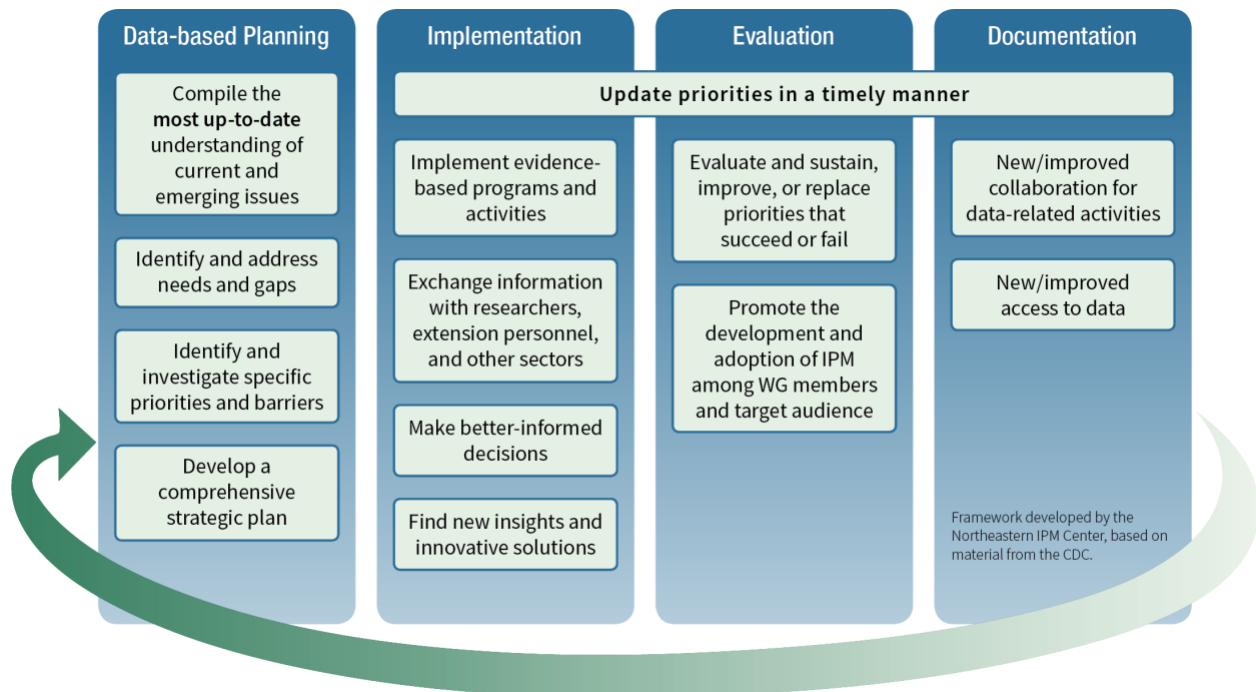 Data-based Planning
Compile the
most up-to-date
understanding of
current and
emerging issues
Identify and address
needs and gaps
Identify and
investigate specific
priorities and barriers
Develop a
comprehensive
strategic plan
Implementation
Evaluation
Documentation
Update priorities in a timely manner
Implement evidence-
based programs and
activities
Exchange information
with researchers,
extension personnel,
and other sectors
Make better-informed
decisions
Find new insights and
innovative solutions
Evaluate and sustain,
improve, or replace
priorities that
succeed or fail
Promote the
development and
adoption of IPM
among WG members
and target audience
New/improved
collaboration for
data-related activities
New/improved
access to data
Framework developed by the
Northeastern IPM Center, based on
material from the CDC.